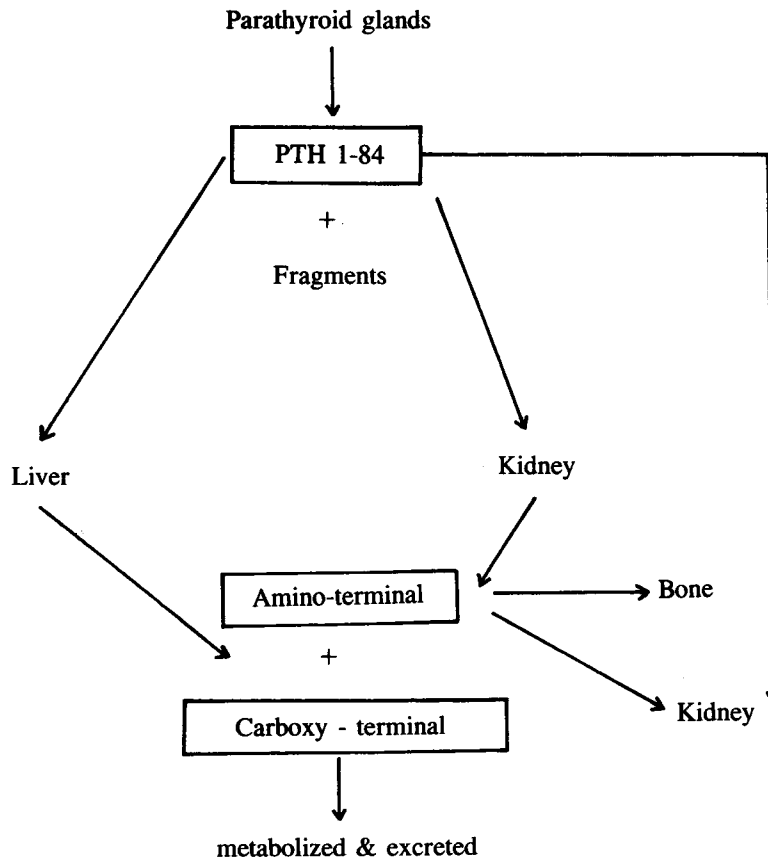 Parathyroid glands
PTH 1-84
+
Fragments
Liver
Kidney
Amino-terminal
Bone
+
Kidney
Carboxy - terminal
metabolized & excreted